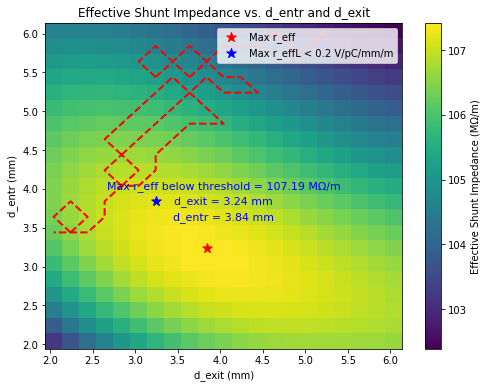 Effective Shunt Impedance vs. d_entr and d_exit
Max r_eff
Max r_effL < 0.2 V/pC/mm/m
Max r_eff below threshold = 107.19 MΩ/m
d_exit = 3.24 mm
d_entr = 3.84 mm
d_entr (mm)
6.0
5.5
5.0
4.5
4.0
3.5
3.0
2.5
2.0
2.0 2.5 3.0 3.5 4.0 4.5 5.0 5.5 6.0
d_exit (mm)
107
106
105
104
103
Effective Shunt Impedance (MΩ/m)